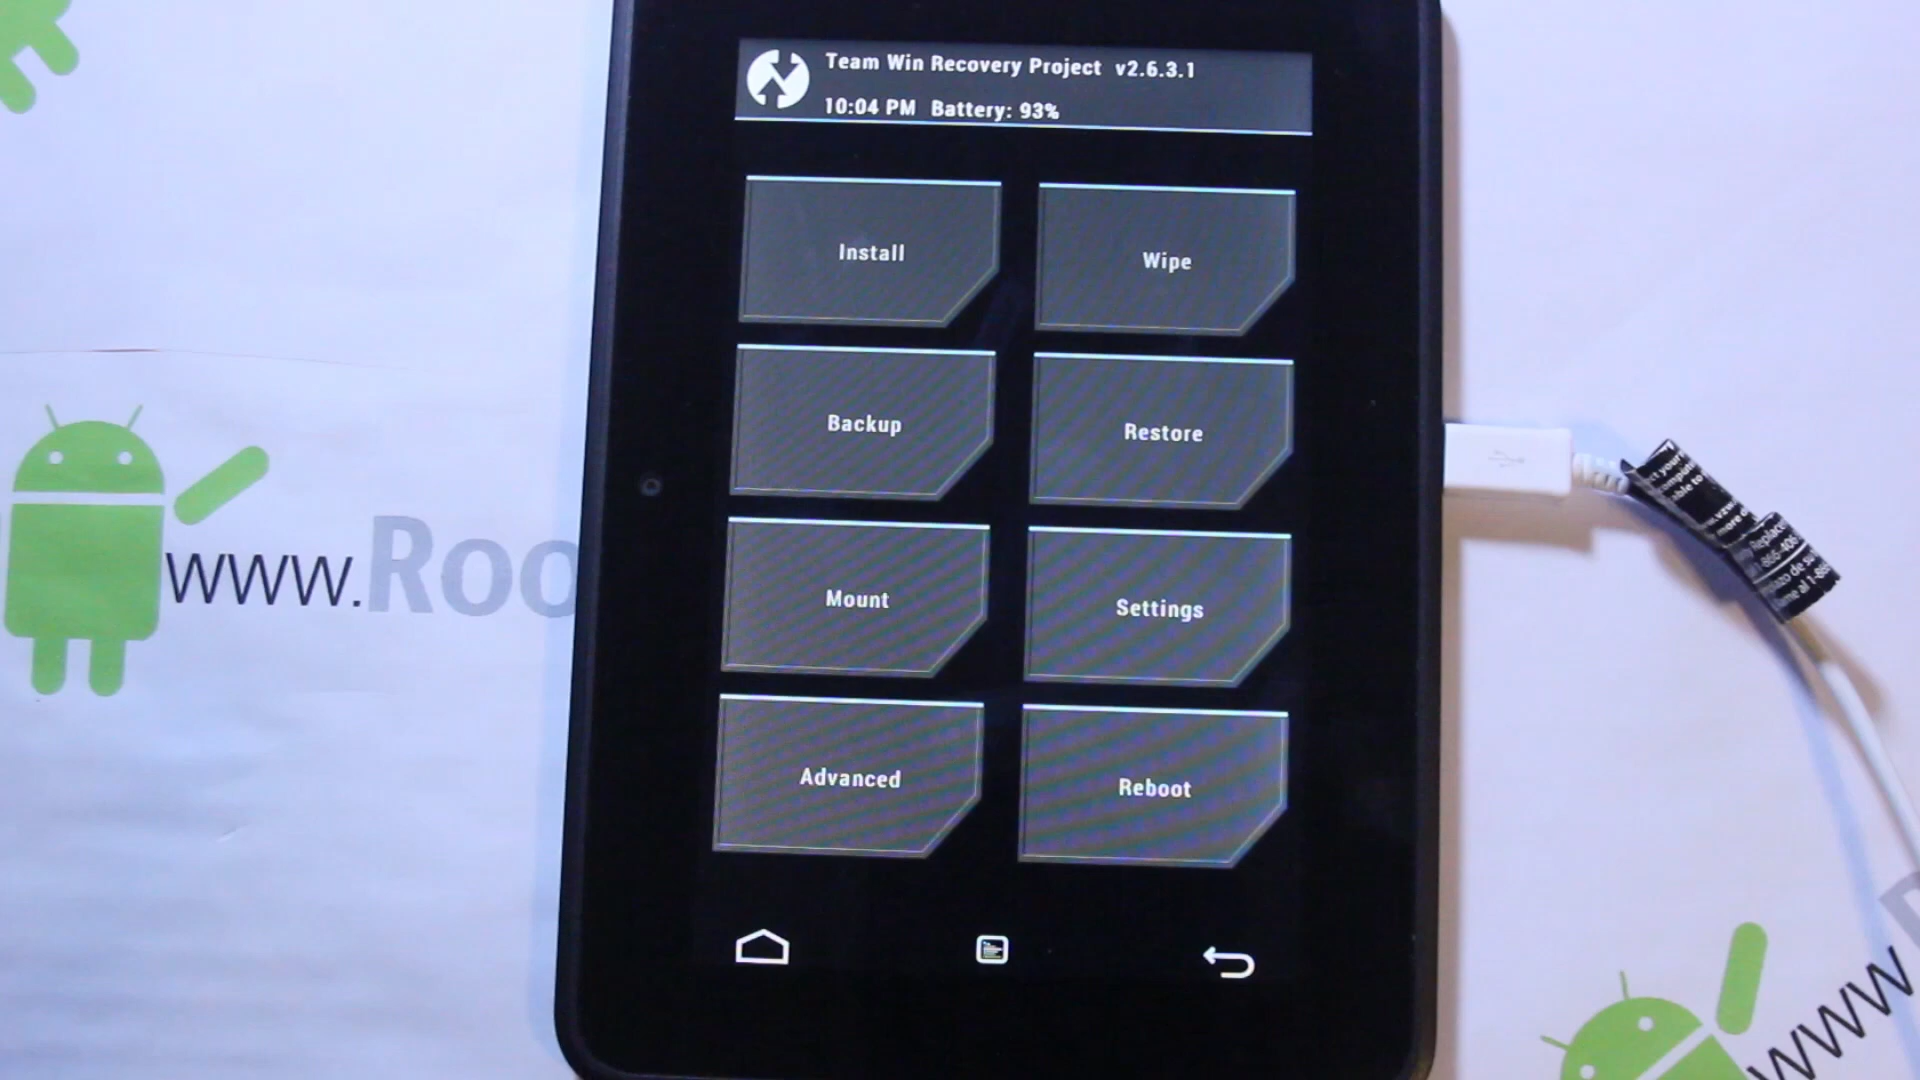 Team Win Recovery Project v2.6.3.1
10:04 PM Battery: 93%
Install
Wipe
Backup
Restore
Mount
Settings
Advanced
Reboot
www.Roo
www